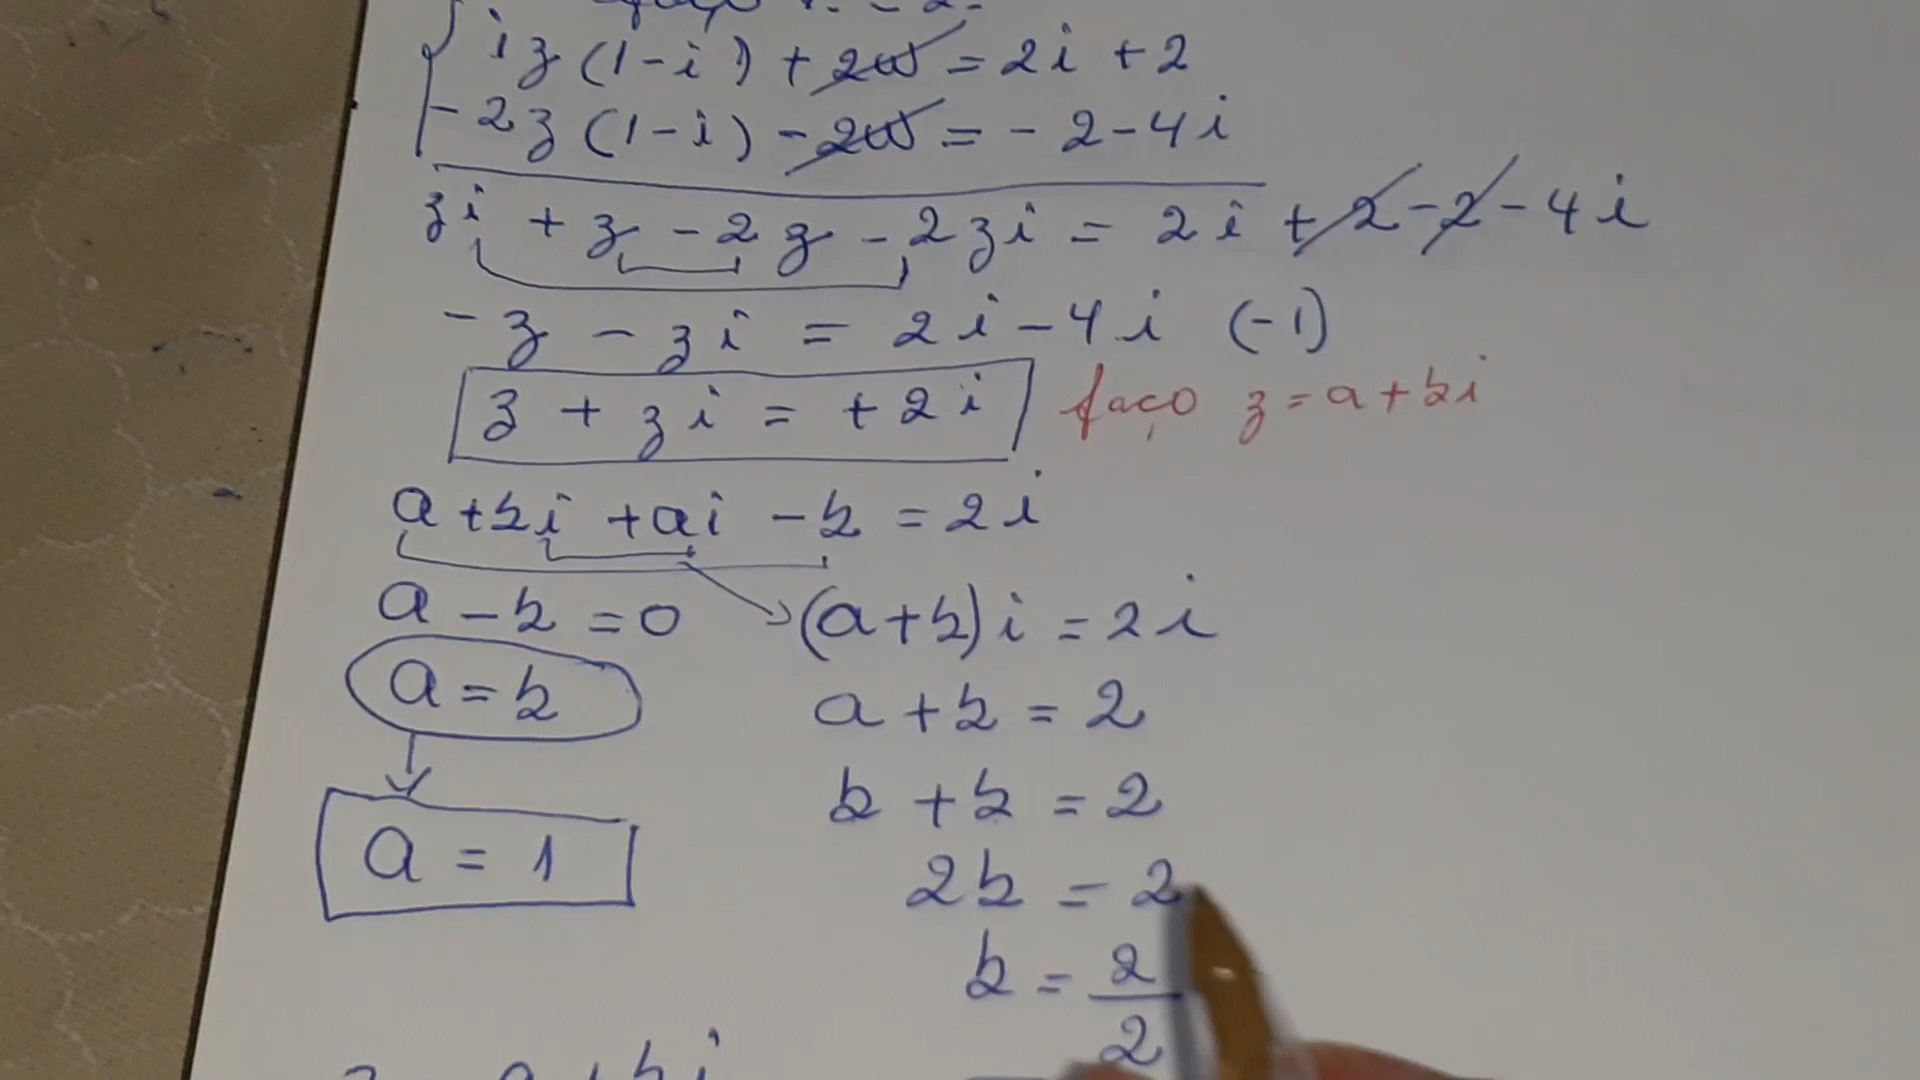 iz(1-i) + 2w = 2i + 2
-2z(1-i) - 2w = -2-4i
zi + z - 2z - 2zi = 2i + 2 - 2 - 4i
-z - zi = 2i - 4i (-1)
z + zi = +2i faço z = a + bi
a + bi + ai - b = 2i
a - b = 0 (a+b)i = 2i
a = b a + b = 2
b + b = 2
a = 1 2b = 2
b = 2/2
a + bi